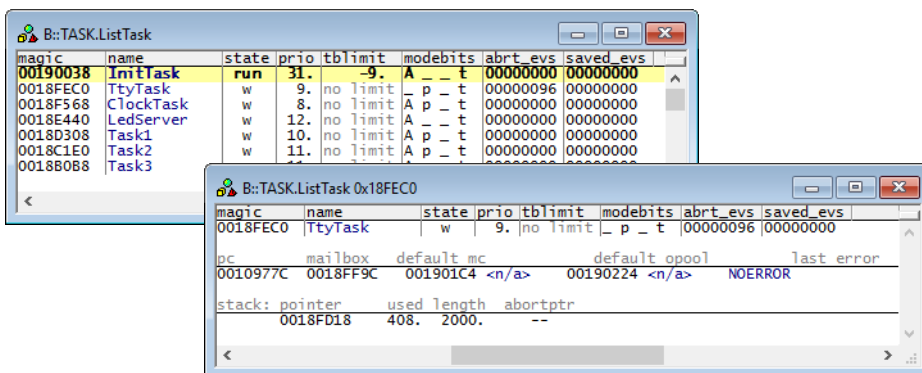 B::TASK.ListTask
magic name state prio tblimit modebits abrt_evs saved_evs
00190038 InitTask run 31. -9. A _ _ t 00000000 00000000
0018FEC0 TtyTask w 9. no limit _ p _ t 00000096 00000000
0018F568 ClockTask w 8. no limit A p _ t 00000000 00000000
0018E440 LedServer w 12. no limit A _ _ t 00000000 00000000
0018D308 Task1 w 10. no limit A p _ t 00000000 00000000
0018C1E0 Task2 w 11. no limit A p _ t 00000000 00000000
0018B0B8 Task3
B::TASK.ListTask 0x18FEC0
magic name state prio tblimit modebits abrt_evs saved_evs
0018FEC0 TtyTask w 9. no limit _ p _ t 00000096 00000000
pc mailbox default mc default opool last error
0010977C 0018FF9C 001901C4 <n/a> 00190224 <n/a> NOERROR
stack: pointer used length abortptr
0018FD18 408. 2000. --